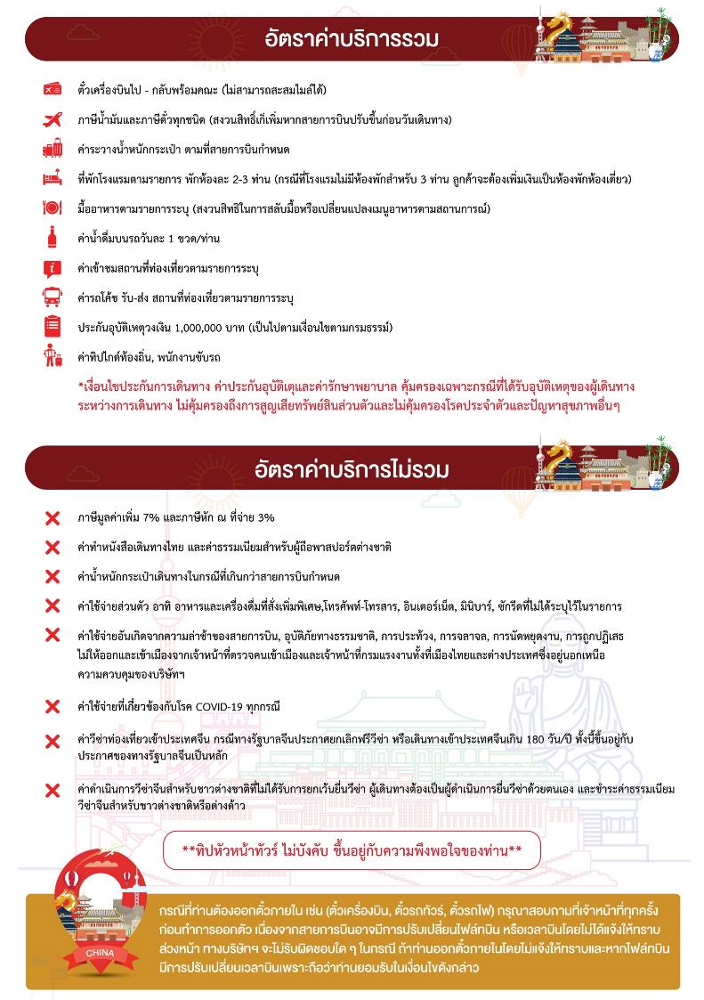 อัตราค่าบริการรวม
ตั๋วเครื่องบินไป - กลับพร้อมคณะ (ไม่สามารถสะสมไมล์ได้)
ภาษีน้ำมันและภาษีตั๋วทุกชนิด (สงวนสิทธิ์เก็บเพิ่มหากสายการบินปรับขึ้นก่อนวันเดินทาง)
ค่าระวางน้ำหนักกระเป๋า ตามที่สายการบินกำหนด
ที่พักโรงแรมตามรายการ พักห้องละ 2-3 ท่าน (กรณีที่โรงแรมไม่มีห้องพักสำหรับ 3 ท่าน ลูกค้าจะต้องเพิ่มเงินเป็นห้องพักห้องเดี่ยว)
มื้ออาหารตามรายการระบุ (สงวนสิทธิในการสลับมื้อหรือเปลี่ยนแปลงเมนูอาหารตามสถานการณ์)
ค่าน้ำดื่มบนรถวันละ 1 ขวด/ท่าน
ค่าเข้าชมสถานที่ท่องเที่ยวตามรายการระบุ
ค่ารถโค้ช รับ-ส่ง สถานที่ท่องเที่ยวตามรายการระบุ
ประกันอุบัติเหตุวงเงิน 1,000,000 บาท (เป็นไปตามเงื่อนไขตามกรมธรรม์)
ค่าทิปไกด์ท้องถิ่น, พนักงานขับรถ
*เงื่อนไขประกันการเดินทาง ค่าประกันอุบัติเตุและค่ารักษาพยาบาล คุ้มครองเฉพาะกรณีที่ได้รับอุบัติเหตุของผู้เดินทาง
ระหว่างการเดินทาง ไม่คุ้มครองถึงการสูญเสียทรัพย์สินส่วนตัวและไม่คุ้มครองโรคประจำตัวและปัญหาสุขภาพอื่นๆ
อัตราค่าบริการไม่รวม
ภาษีมูลค่าเพิ่ม 7% และภาษีหัก ณ ที่จ่าย 3%
ค่าทำหนังสือเดินทางไทย และค่าธรรมเนียมสำหรับผู้ถือพาสปอร์ตต่างชาติ
ค่าน้ำหนักกระเป๋าเดินทางในกรณีที่เกินกว่าสายการบินกำหนด
ค่าใช้จ่ายส่วนตัว อาทิ อาหารและเครื่องดื่มที่สั่งเพิ่มพิเศษ,โทรศัพท์-โทรสาร, อินเตอร์เน็ต, มินิบาร์, ซักรีดที่ไม่ได้ระบุไว้ในรายการ
ค่าใช้จ่ายอันเกิดจากความล่าช้าของสายการบิน, อุบัติภัยทางธรรมชาติ, การประท้วง, การจลาจล, การนัดหยุดงาน, การถูกปฏิเสธ
ไม่ให้ออกและเข้าเมืองจากเจ้าหน้าที่ตรวจคนเข้าเมืองและเจ้าหน้าที่กรมแรงงานทั้งที่เมืองไทยและต่างประเทศซึ่งอยู่นอกเหนือ
ความควบคุมของบริษัทฯ
ค่าใช้จ่ายที่เกี่ยวข้องกับโรค COVID-19 ทุกกรณี
ค่าวีซ่าท่องเที่ยวเข้าประเทศจีน กรณีทางรัฐบาลจีนประกาศยกเลิกฟรีวีซ่า หรือเดินทางเข้าประเทศจีนเกิน 180 วัน/ปี ทั้งนี้ขึ้นอยู่กับ
ประกาศของทางรัฐบาลจีนเป็นหลัก
ค่าดำเนินการวีซ่าจีนสำหรับชาวต่างชาติที่ไม่ได้รับการยกเว้นยื่นวีซ่า ผู้เดินทางต้องเป็นผู้ดำเนินการยื่นวีซ่าด้วยตนเอง และชำระค่าธรรมเนียม
วีซ่าจีนสำหรับชาวต่างชาติหรือต่างด้าว
**ทิปหัวหน้าทัวร์ ไม่บังคับ ขึ้นอยู่กับความพึงพอใจของท่าน**
กรณีที่ท่านต้องออกตั๋วภายใน เช่น (ตั๋วเครื่องบิน, ตั๋วรถทัวร์, ตั๋วรถไฟ) กรุณาสอบถามที่เจ้าหน้าที่ทุกครั้ง
ก่อนทำการออกตัว เนื่องจากสายการบินอาจมีการปรับเปลี่ยนไฟล์ทบิน หรือเวลาบินโดยไม่ได้แจ้งให้ทราบ
ล่วงหน้า ทางบริษัทฯ จะไม่รับผิดชอบใด ๆ ในกรณี ถ้าท่านออกตั๋วภายในโดยไม่แจ้งให้ทราบและหากไฟล์ทบิน
มีการปรับเปลี่ยนเวลาบินเพราะถือว่าท่านยอมรับในเงื่อนไขดังกล่าว
CHINA